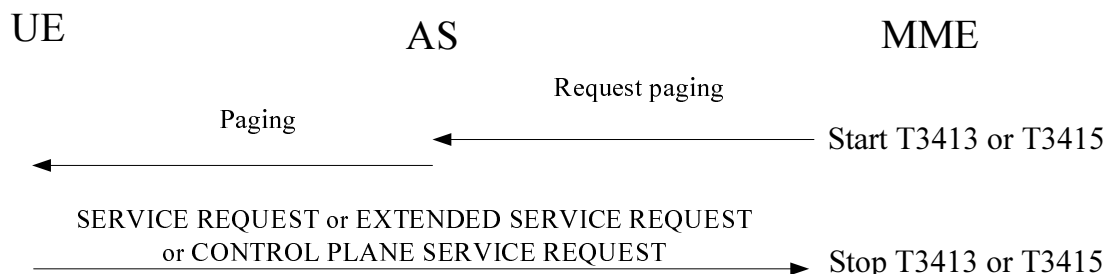 UE AS MME
Request paging
Paging
Start T3413 or T3415
SERVICE REQUEST or EXTENDED SERVICE REQUEST
or CONTROL PLANE SERVICE REQUEST
Stop T3413 or T3415